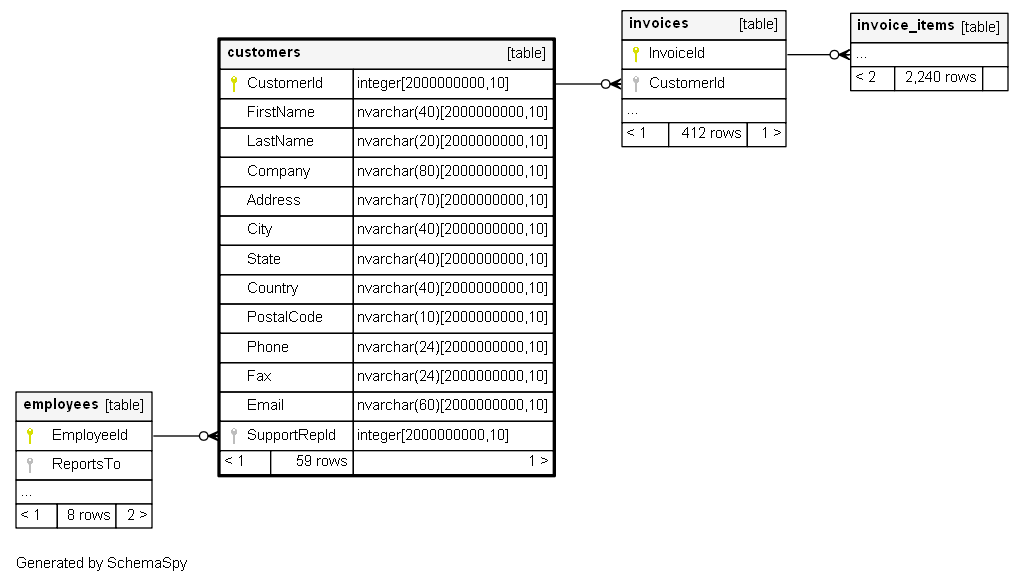 customers [table]
CustomerId integer[2000000000,10]
FirstName nvarchar(40)[2000000000,10]
LastName nvarchar(20)[2000000000,10]
Company nvarchar(80)[2000000000,10]
Address nvarchar(70)[2000000000,10]
City nvarchar(40)[2000000000,10]
State nvarchar(40)[2000000000,10]
Country nvarchar(40)[2000000000,10]
PostalCode nvarchar(10)[2000000000,10]
Phone nvarchar(24)[2000000000,10]
Fax nvarchar(24)[2000000000,10]
Email nvarchar(60)[2000000000,10]
SupportRepId integer[2000000000,10]
< 1 59 rows 1 >
invoices [table]
InvoiceId
CustomerId
...
< 1 412 rows 1 >
invoice_items [table]
...
< 2 2,240 rows
employees [table]
EmployeeId
ReportsTo
...
< 1 8 rows 2 >
Generated by SchemaSpy